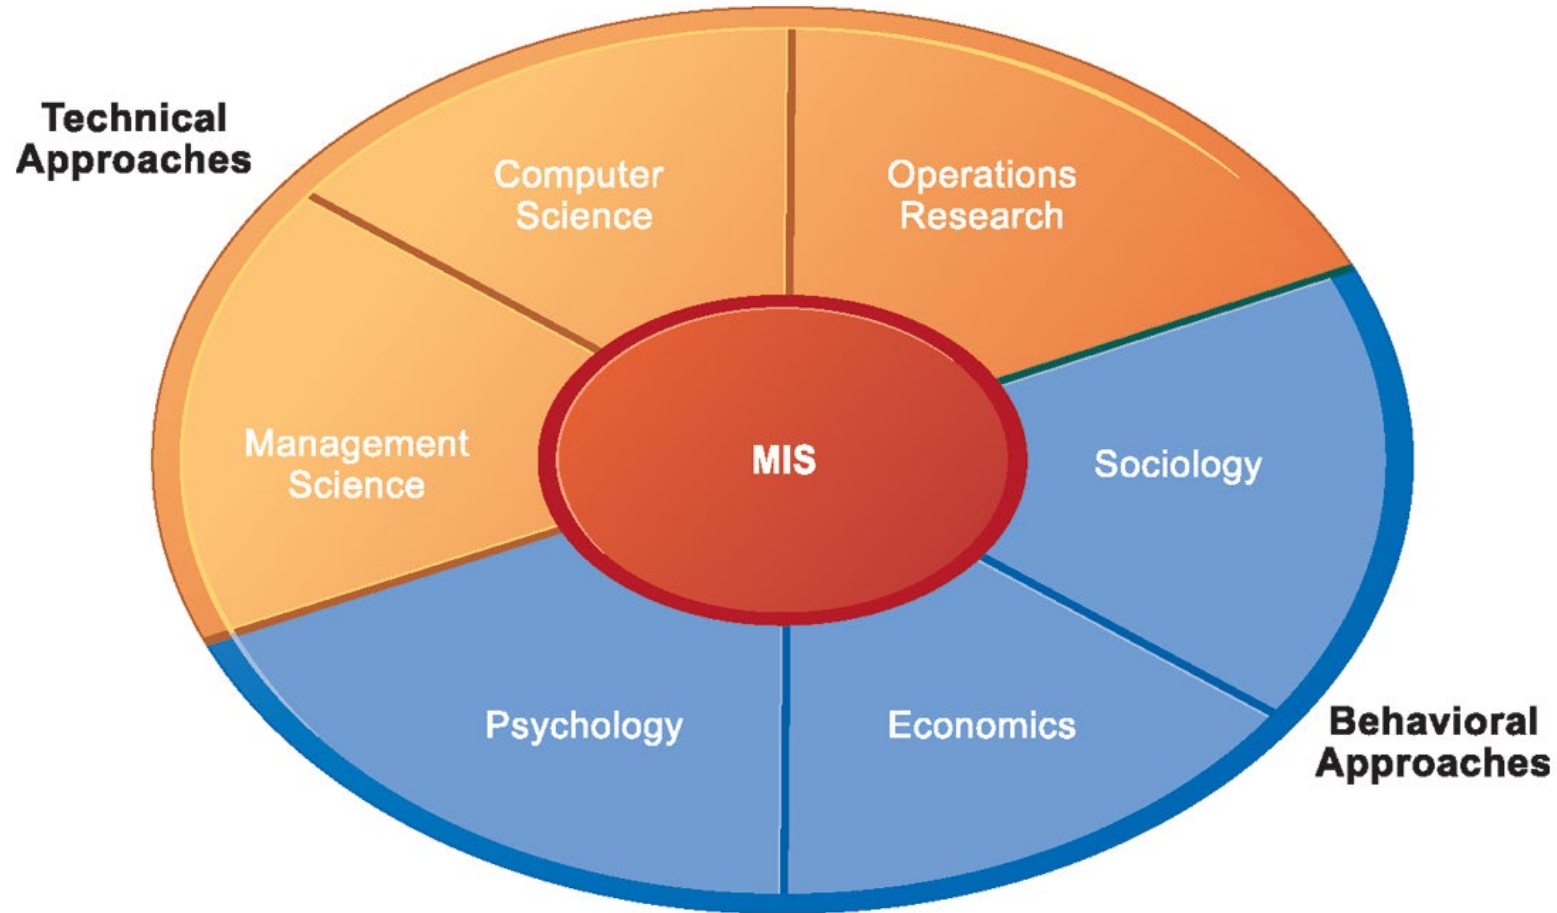 Technical
Approaches
Computer
Science
Operations
Research
Management
Science
MIS
Sociology
Psychology
Economics
Behavioral
Approaches